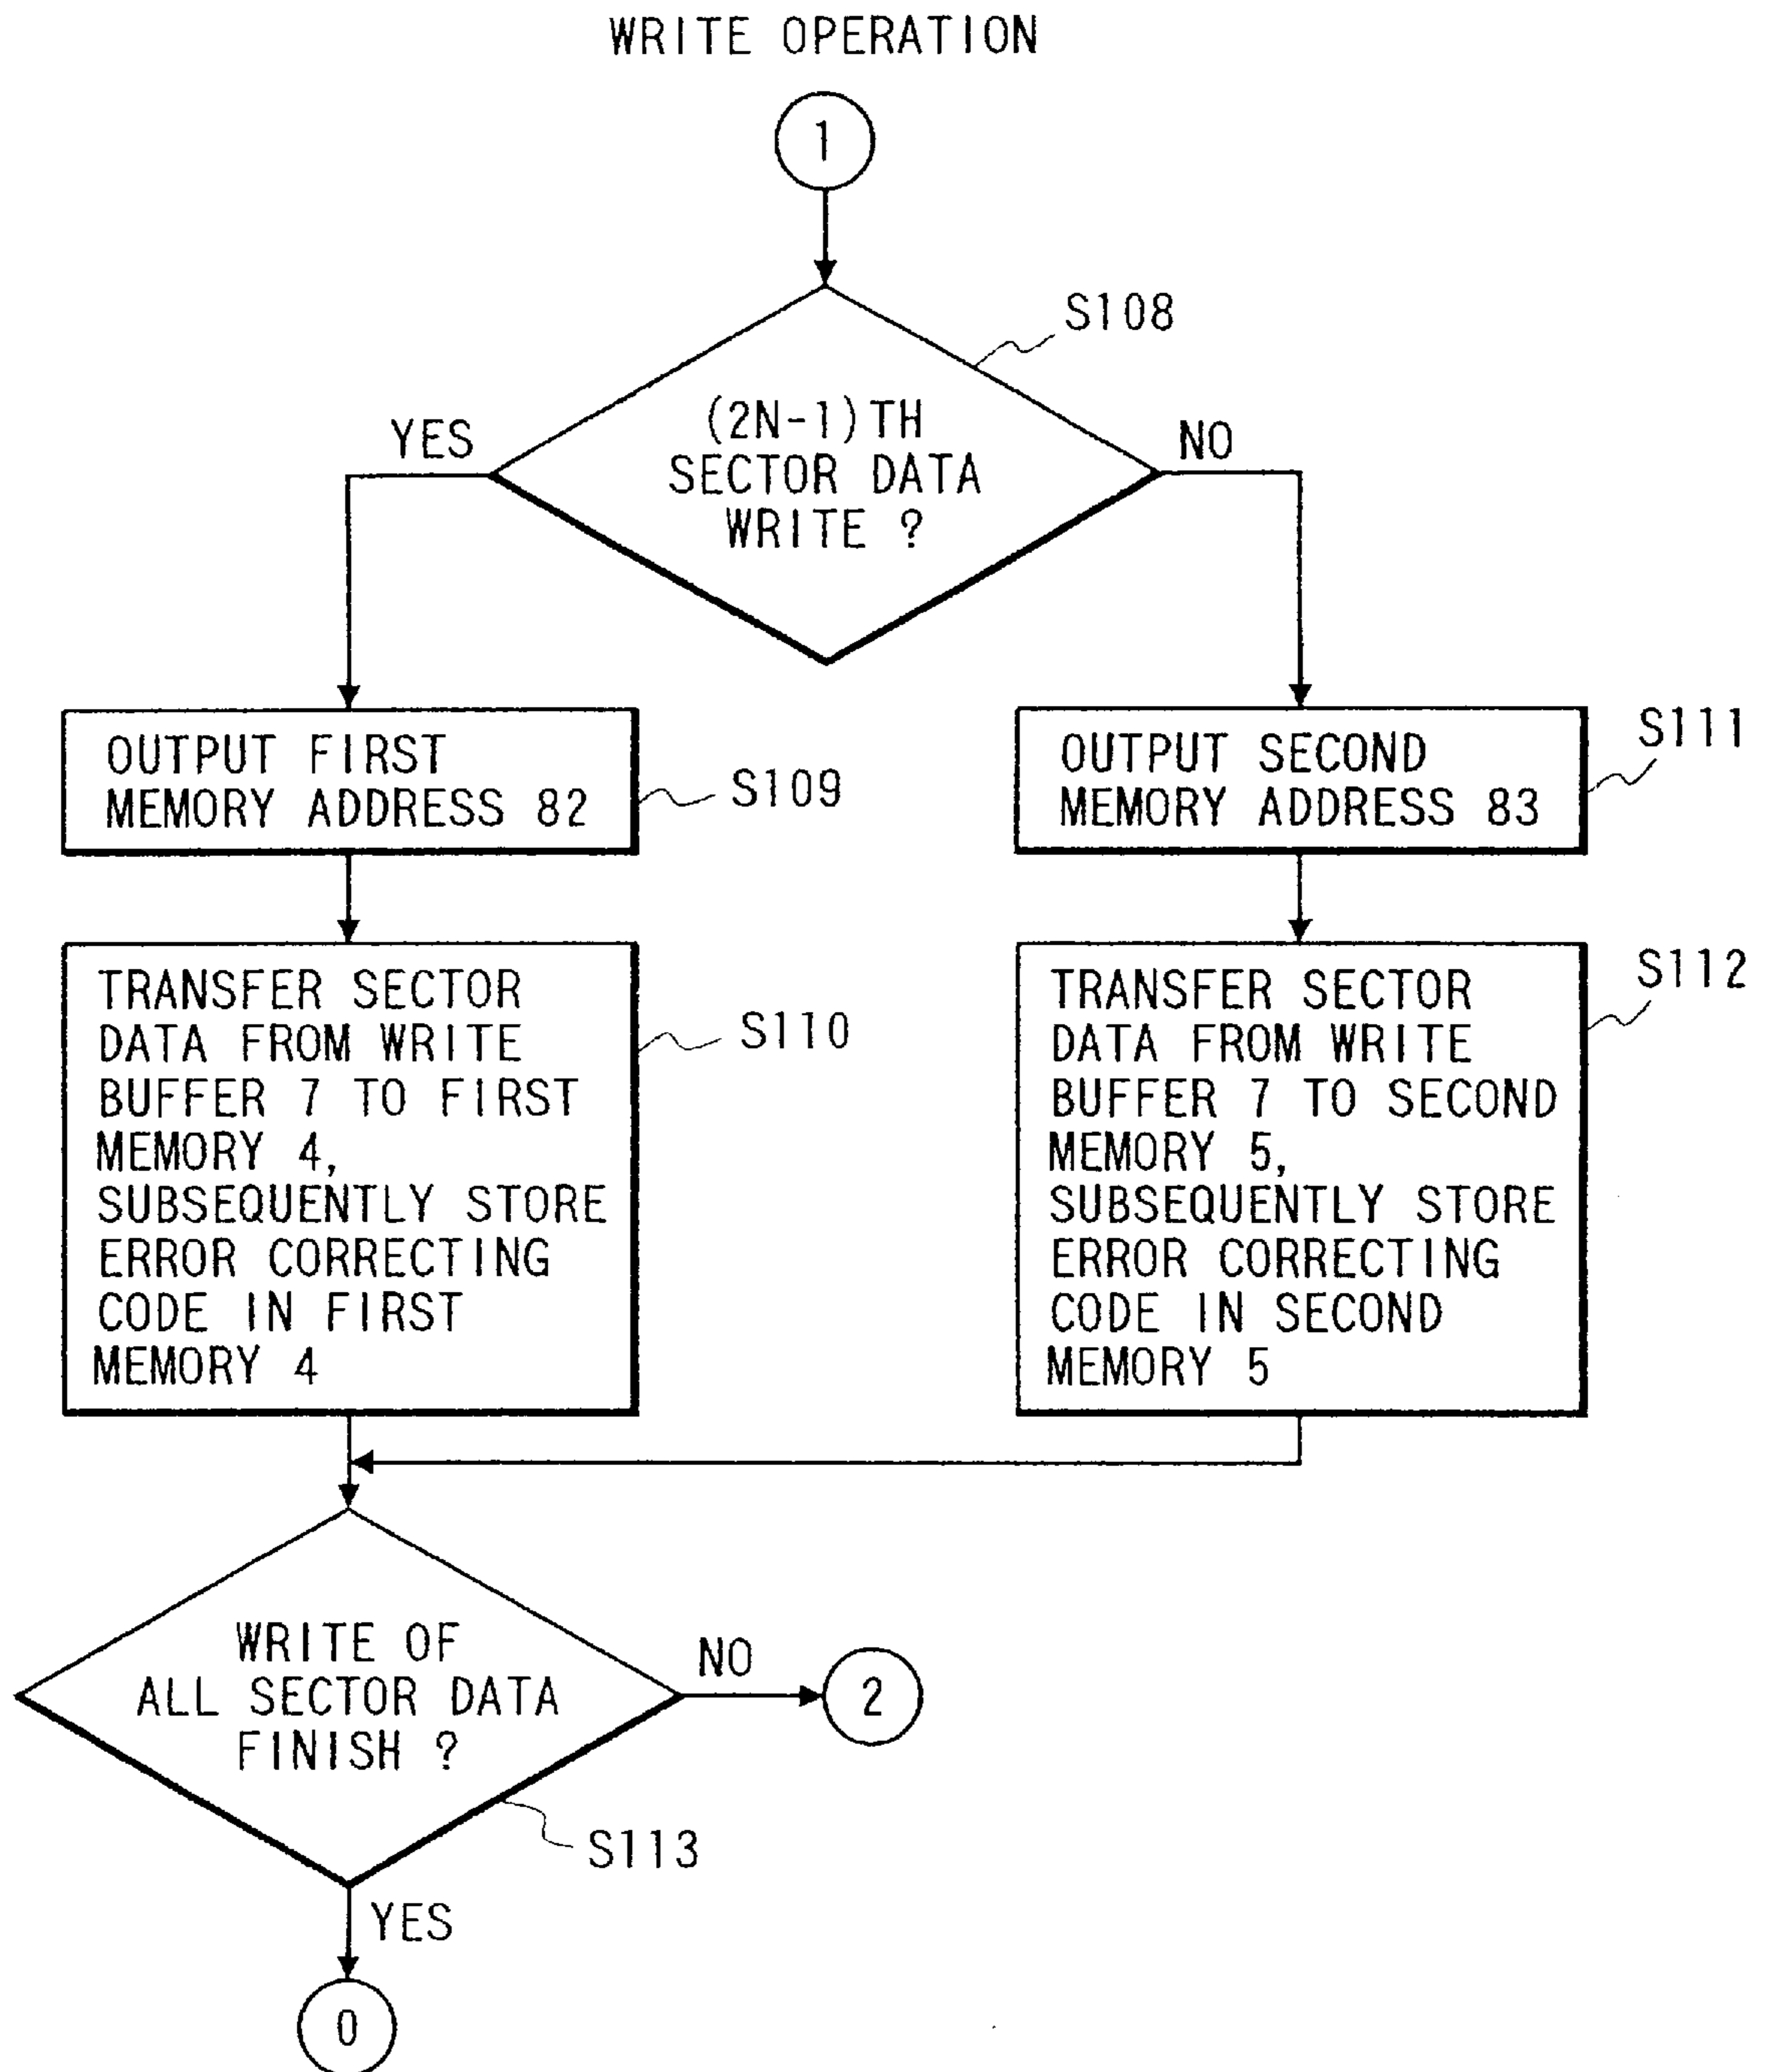 WRITE OPERATION
1
S108
(2N-1)TH
SECTOR DATA
WRITE ?
YES
NO
OUTPUT FIRST
MEMORY ADDRESS 82
S109
OUTPUT SECOND
MEMORY ADDRESS 83
S111
TRANSFER SECTOR
DATA FROM WRITE
BUFFER 7 TO FIRST
MEMORY 4,
SUBSEQUENTLY STORE
ERROR CORRECTING
CODE IN FIRST
MEMORY 4
S110
TRANSFER SECTOR
DATA FROM WRITE
BUFFER 7 TO SECOND
MEMORY 5,
SUBSEQUENTLY STORE
ERROR CORRECTING
CODE IN SECOND
MEMORY 5
S112
WRITE OF
ALL SECTOR DATA
FINISH ?
NO
2
S113
YES
0